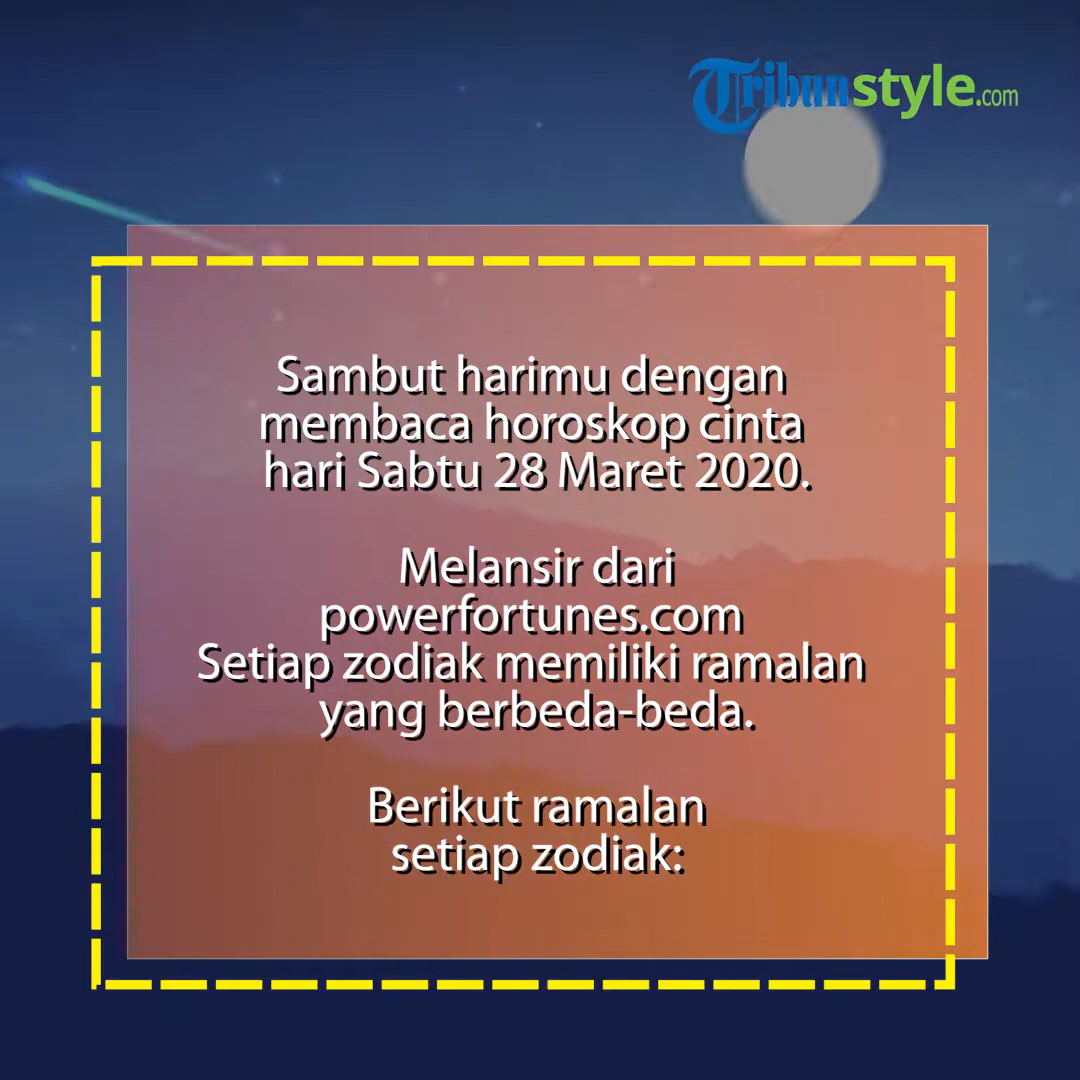 Tribunstyle.com
Sambut harimu dengan
membaca horoskop cinta
hari Sabtu 28 Maret 2020.
Melansir dari
powerfortunes.com
Setiap zodiak memiliki ramalan
yang berbeda-beda.
Berikut ramalan
setiap zodiak: